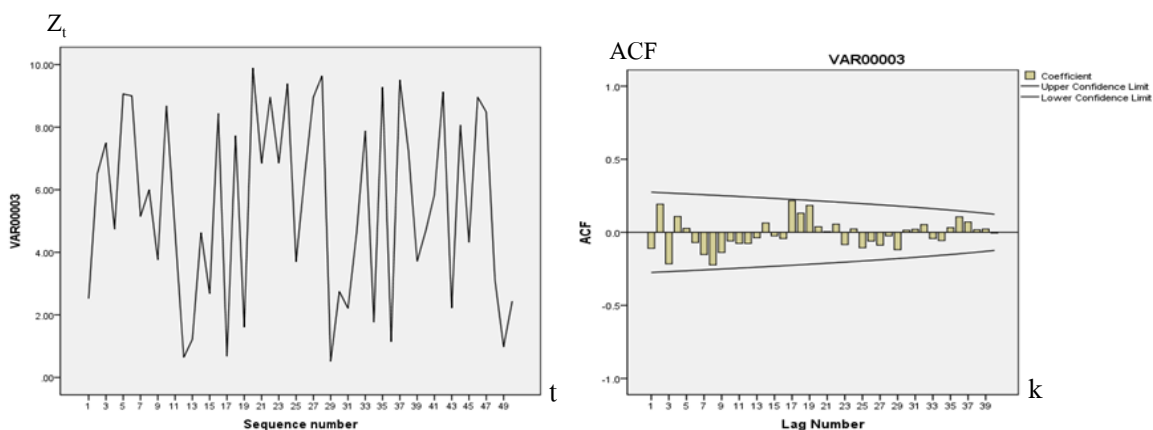 Zt
10.00
8.00
6.00
4.00
2.00
.00
VAR00003
1 3 5 7 9 11 13 15 17 19 21 23 25 27 29 31 33 35 37 39 41 43 45 47 49
t
Sequence number
ACF
VAR00003
Coefficient
Upper Confidence Limit
Lower Confidence Limit
1.0
0.5
0.0
-0.5
-1.0
ACF
1 3 5 7 9 11 13 15 17 19 21 23 25 27 29 31 33 35 37 39
k
Lag Number